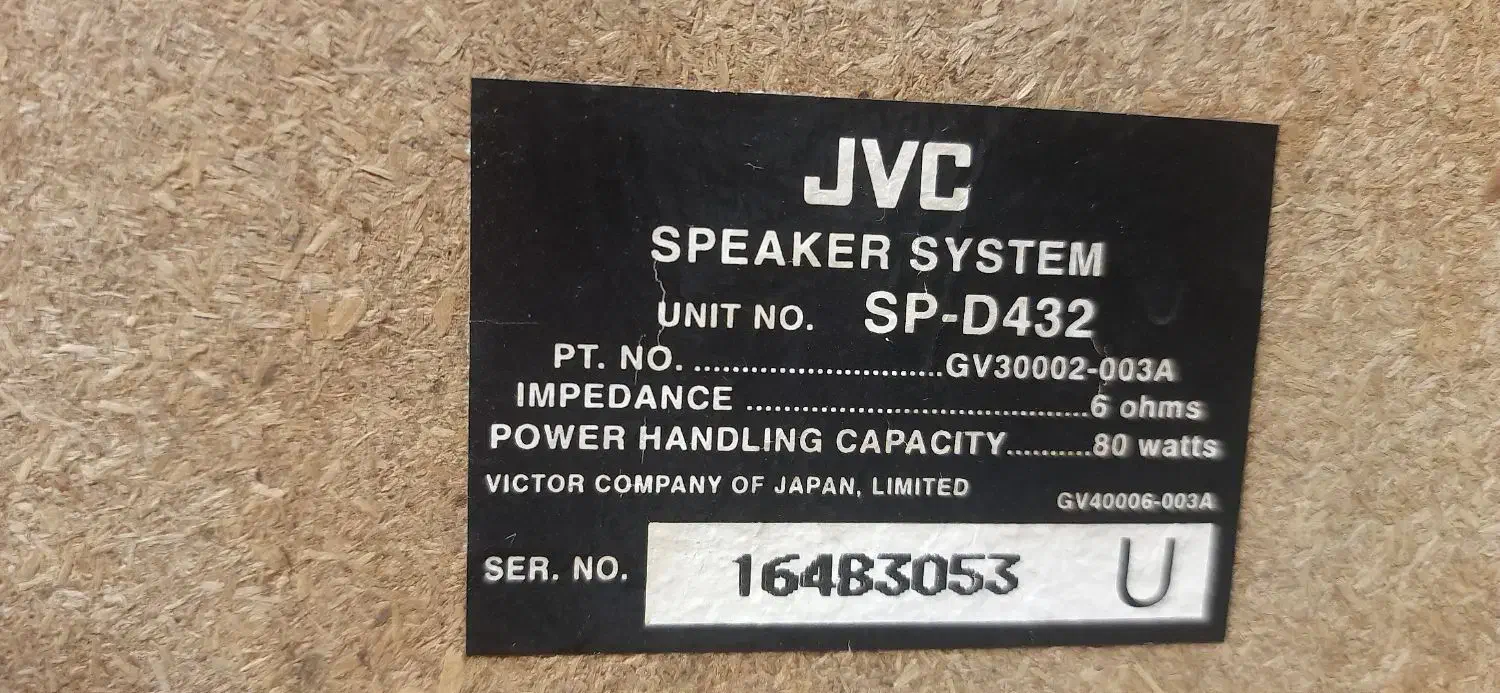 JVC
SPEAKER SYSTEM
UNIT NO. SP-D432
PT. NO. ...........................GV30002-003A
IMPEDANCE .....................................6 ohms
POWER HANDLING CAPACITY..........80 watts
VICTOR COMPANY OF JAPAN, LIMITED
GV40006-003A
SER. NO. 164B3053 U